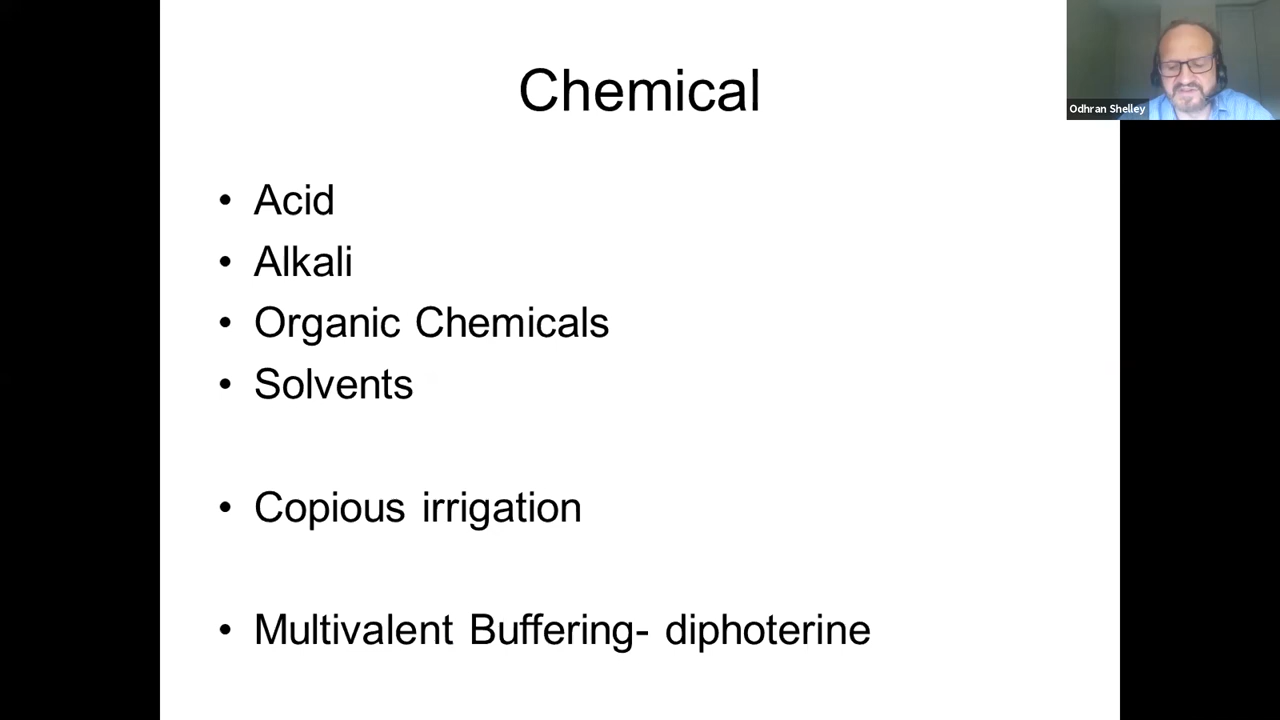 Chemical
Odhran Shelley
• Acid
• Alkali
• Organic Chemicals
• Solvents
• Copious irrigation
• Multivalent Buffering- diphoterine